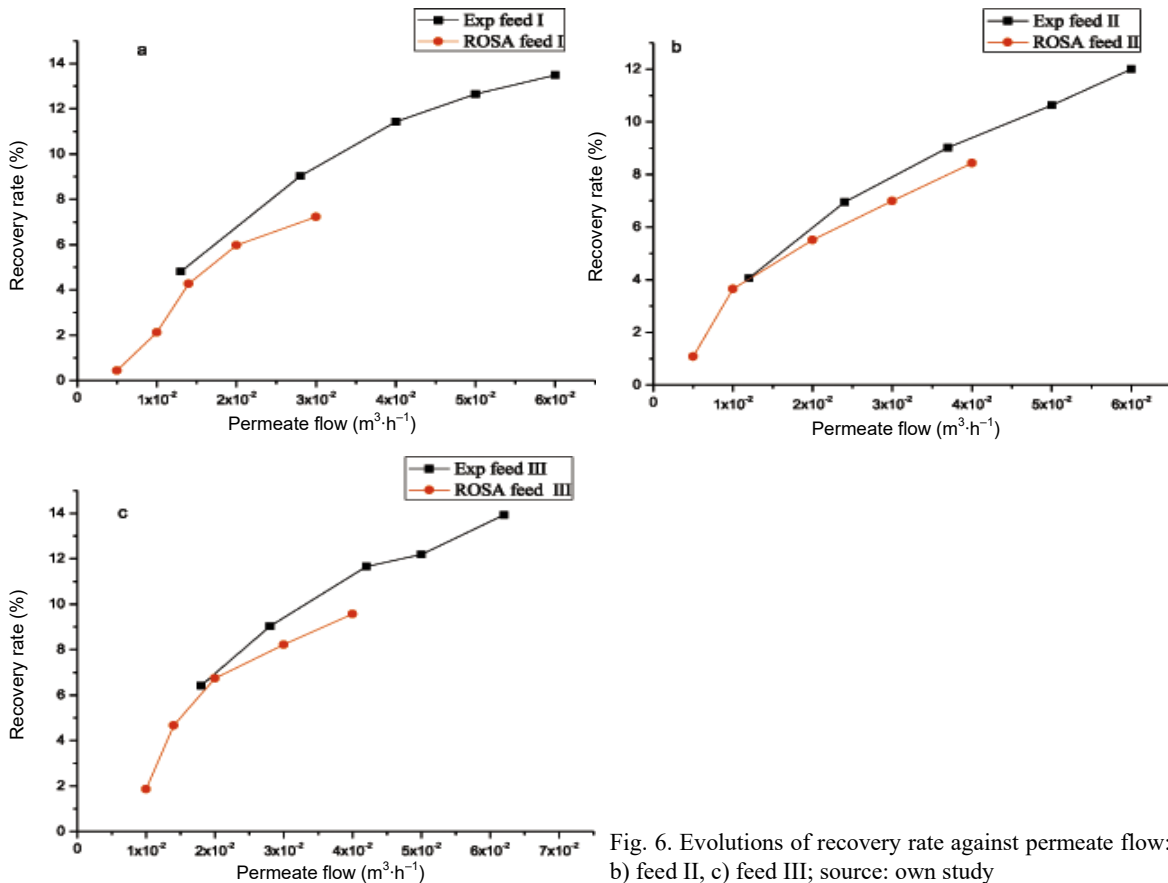 Exp feed I
ROSA feed I
a
14
12
10
8
6
4
2
0
Recovery rate (%)
0
1x10⁻²
2x10⁻²
3x10⁻²
4x10⁻²
5x10⁻²
6x10⁻²
Permeate flow (m³·h⁻¹)
Exp feed II
ROSA feed II
b
12
10
8
6
4
2
0
Recovery rate (%)
0
1x10⁻²
2x10⁻²
3x10⁻²
4x10⁻²
5x10⁻²
6x10⁻²
Permeate flow (m³·h⁻¹)
Exp feed III
ROSA feed III
c
14
12
10
8
6
4
2
0
Recovery rate (%)
0
1x10⁻²
2x10⁻²
3x10⁻²
4x10⁻²
5x10⁻²
6x10⁻²
7x10⁻²
Permeate flow (m³·h⁻¹)
Fig. 6. Evolutions of recovery rate against permeate flow:
b) feed II, c) feed III; source: own study